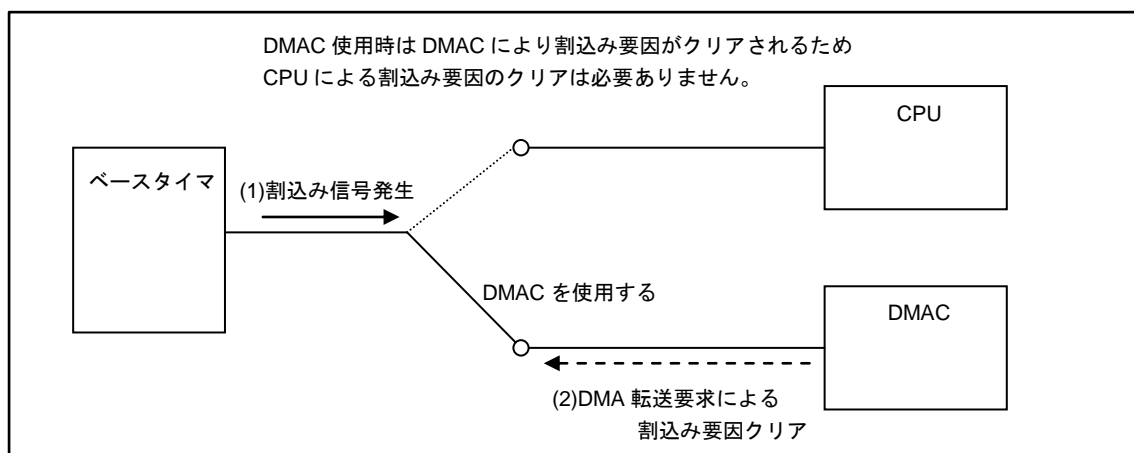 DMAC 使用時は DMAC により割込み要因がクリアされるため
CPU による割込み要因のクリアは必要ありません。
CPU
ベースタイマ
(1)割込み信号発生
DMAC を使用する
DMAC
(2)DMA 転送要求による
割込み要因クリア